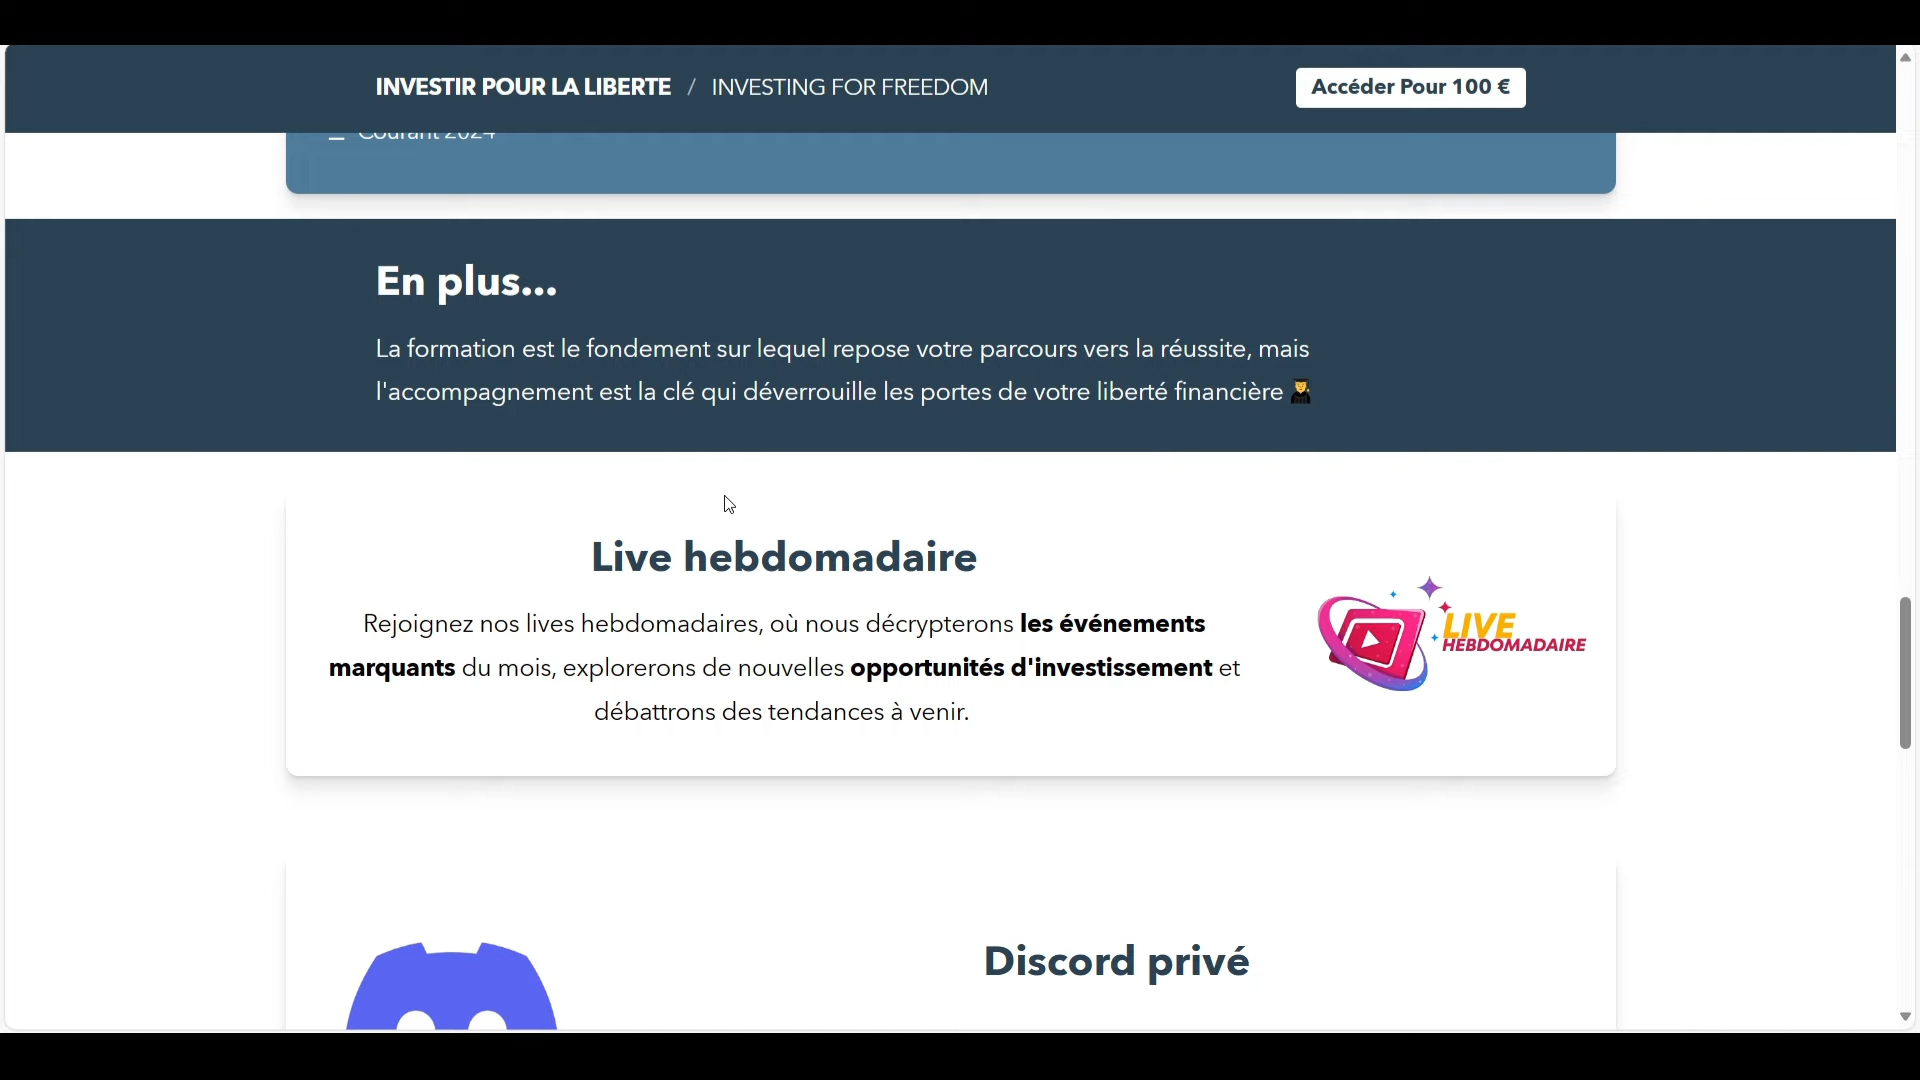 INVESTIR POUR LA LIBERTE / INVESTING FOR FREEDOM
Accéder Pour 100 €
Courant 2024
En plus...
La formation est le fondement sur lequel repose votre parcours vers la réussite, mais
l'accompagnement est la clé qui déverrouille les portes de votre liberté financière
Live hebdomadaire
Rejoignez nos lives hebdomadaires, où nous décrypterons les événements
marquants du mois, explorerons de nouvelles opportunités d'investissement et
débattrons des tendances à venir.
LIVE
HEBDOMADAIRE
Discord privé